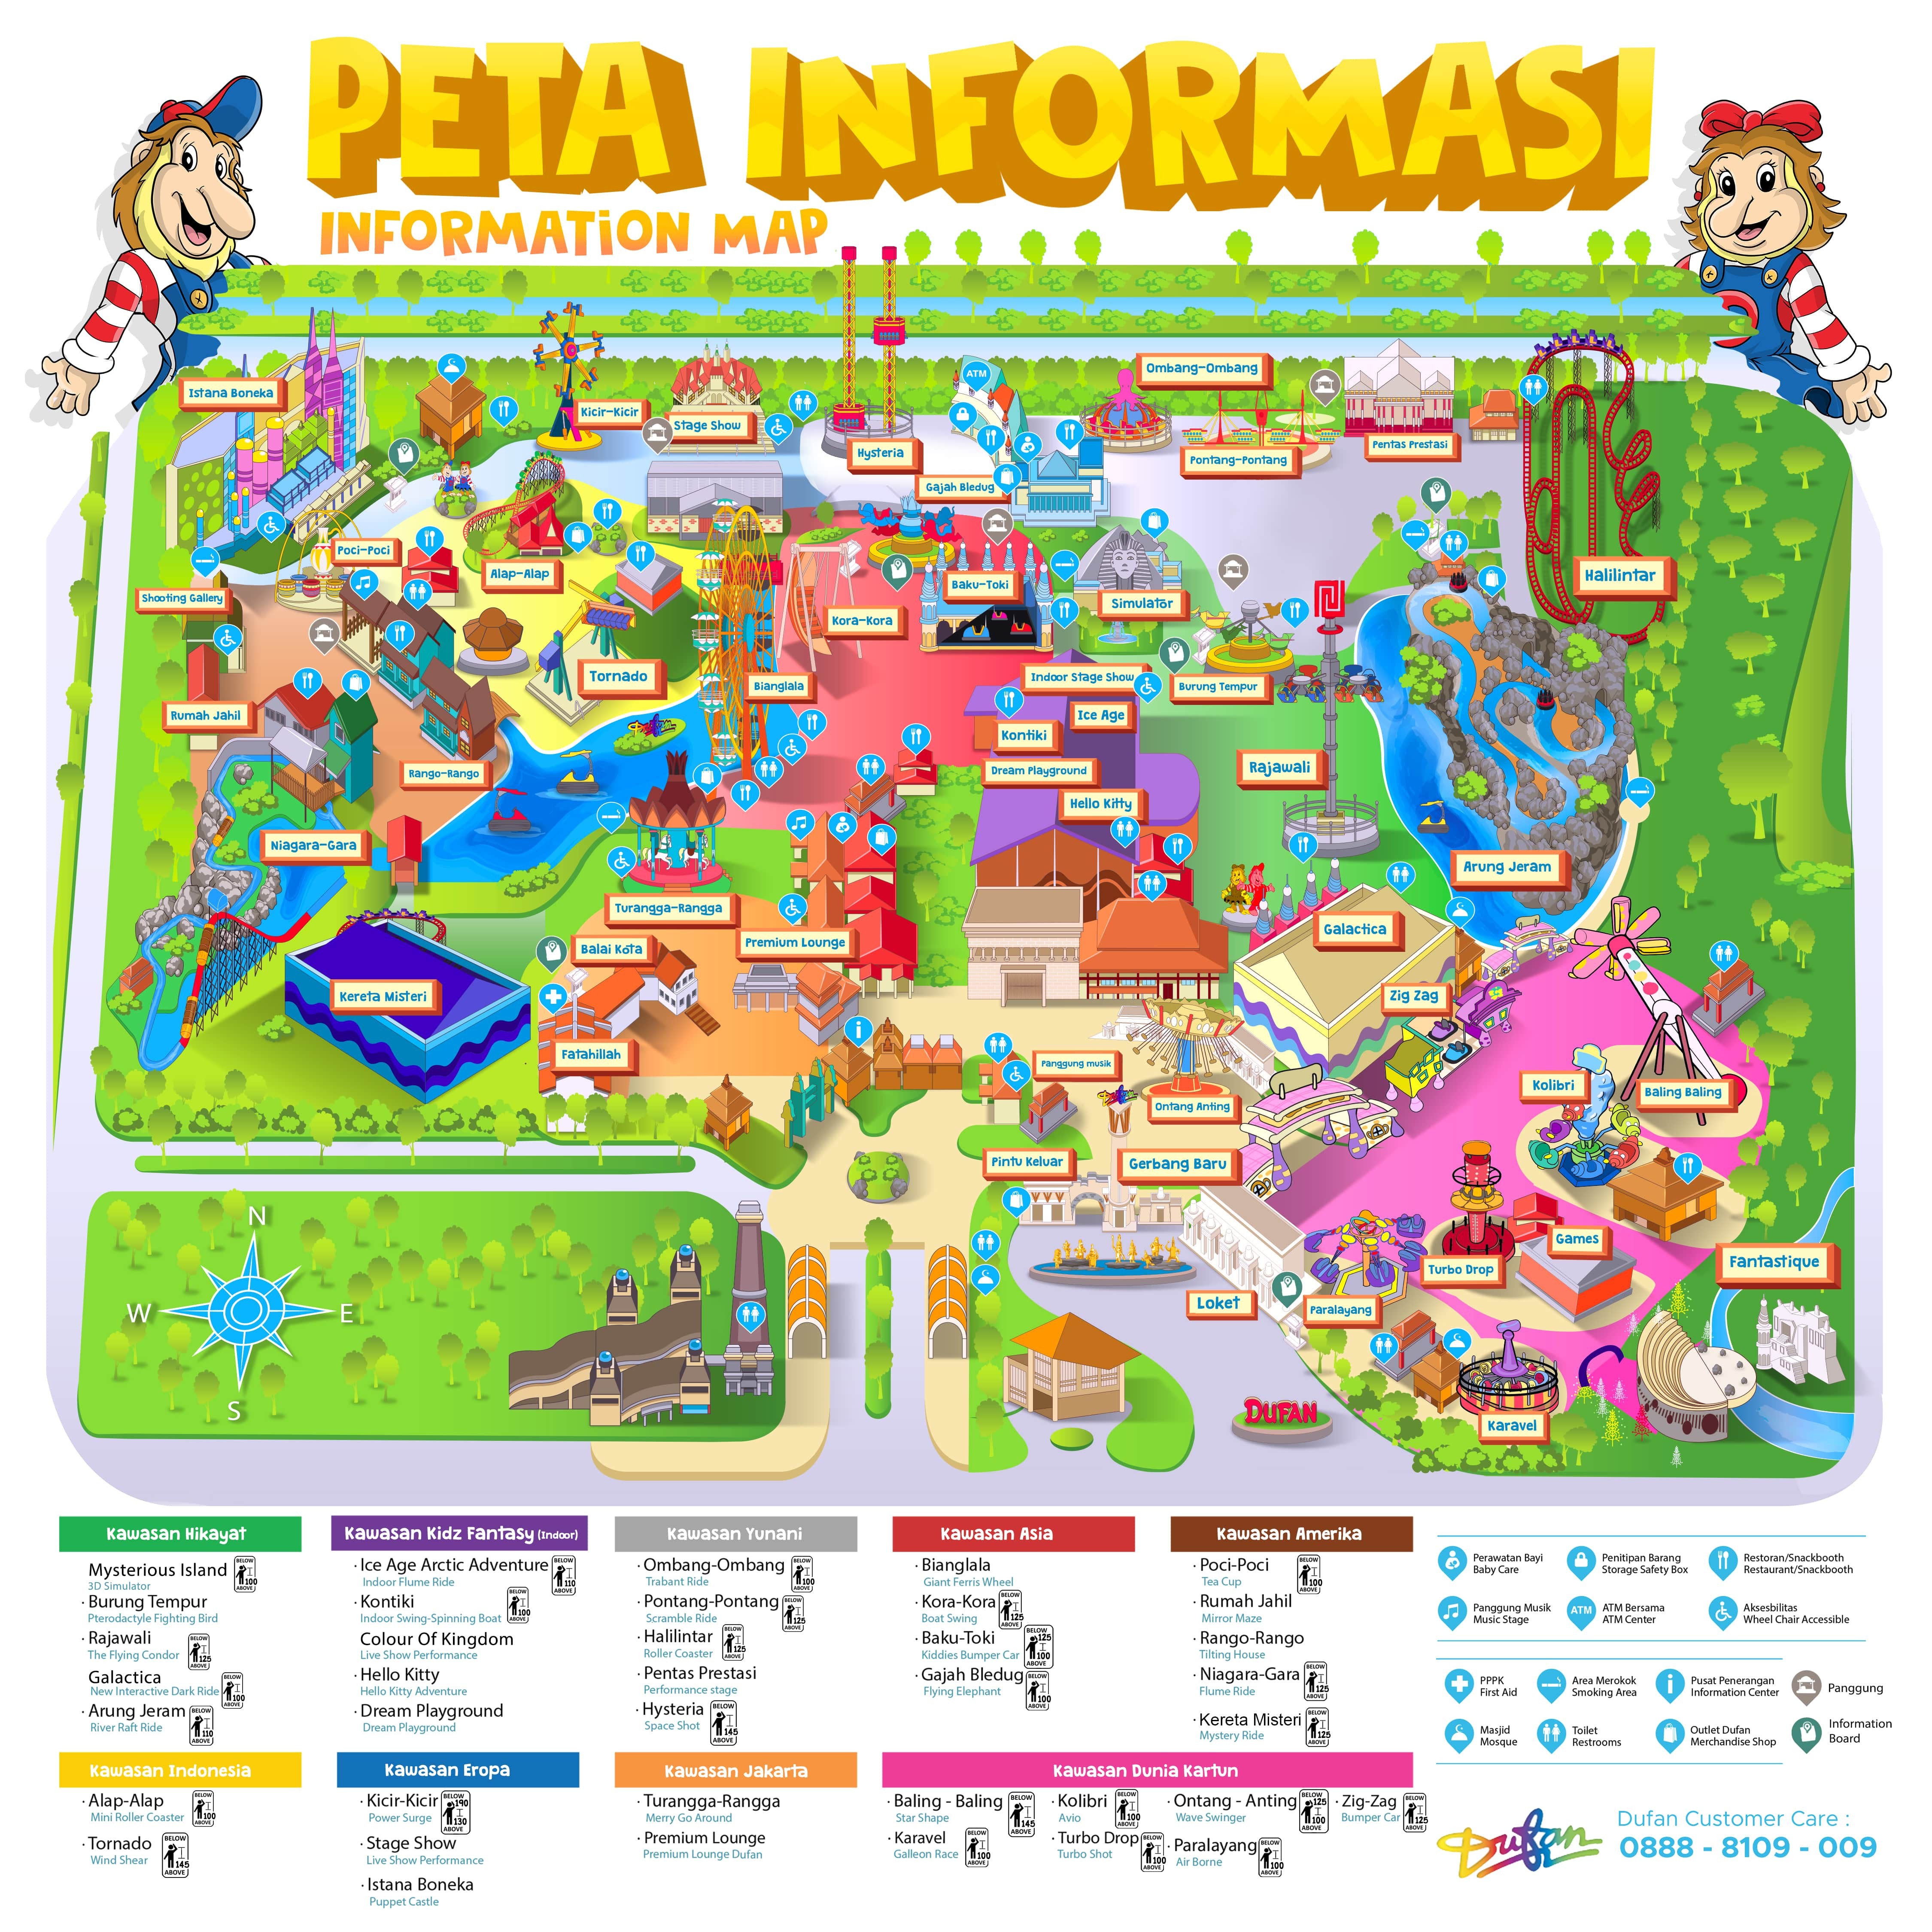 PETA INFORMASI
INFORMATION MAP
Istana Boneka
Kicir-Kicir
Stage Show
Hysteria
ATM
Ombang-Ombang
Pontang-Pontang
Pentas Prestasi
Gajah Bledug
Poci-Poci
Alap-Alap
Shooting Gallery
Kora-Kora
Baku-Toki
Simulator
Halilintar
Tornado
Bianglala
Indoor Stage Show
Burung Tempur
Rumah Jahil
Ice Age
Kontiki
Rango-Rango
Dream Playground
Rajawali
Hello Kitty
Niagara-Gara
Arung Jeram
Dufan
Turangga-Rangga
Balai Kota
Premium Lounge
Galactica
Kereta Misteri
Zig Zag
Fatahillah
i
Panggung musik
Ontang Anting
Kolibri
Baling Baling
Pintu Keluar
Gerbang Baru
Games
Turbo Drop
Fantastique
Loket
Paralayang
DUFAN
Karavel
N
W
E
S
Kawasan Hikayat
Mysterious Island
3D Simulator
BELOW 100 ABOVE
· Burung Tempur
Pterodactyle Fighting Bird
· Rajawali
The Flying Condor
BELOW 125 ABOVE
Galactica
New Interactive Dark Ride
BELOW 100 ABOVE
· Arung Jeram
River Raft Ride
BELOW 110 ABOVE
Kawasan Kidz Fantasy (Indoor)
· Ice Age Arctic Adventure
Indoor Flume Ride
BELOW 110 ABOVE
· Kontiki
Indoor Swing-Spinning Boat
BELOW 100 ABOVE
Colour Of Kingdom
Live Show Performance
· Hello Kitty
Hello Kitty Adventure
· Dream Playground
Dream Playground
Kawasan Yunani
· Ombang-Ombang
Trabant Ride
BELOW 100 ABOVE
· Pontang-Pontang
Scramble Ride
BELOW 125 ABOVE
· Halilintar
Roller Coaster
BELOW 125 ABOVE
· Pentas Prestasi
Performance stage
· Hysteria
Space Shot
BELOW 145 ABOVE
Kawasan Asia
· Bianglala
Giant Ferris Wheel
· Kora-Kora
Boat Swing
BELOW 125 ABOVE
· Baku-Toki
Kiddies Bumper Car
BELOW 125 100 ABOVE
· Gajah Bledug
Flying Elephant
BELOW 100 ABOVE
Kawasan Amerika
· Poci-Poci
Tea Cup
BELOW 100 ABOVE
· Rumah Jahil
Mirror Maze
· Rango-Rango
Tilting House
· Niagara-Gara
Flume Ride
BELOW 125 ABOVE
· Kereta Misteri
Mystery Ride
BELOW 125 ABOVE
Kawasan Indonesia
· Alap-Alap
Mini Roller Coaster
BELOW 100 ABOVE
· Tornado
Wind Shear
BELOW 145 ABOVE
Kawasan Eropa
· Kicir-Kicir
Power Surge
BELOW 190 130 ABOVE
· Stage Show
Live Show Performance
· Istana Boneka
Puppet Castle
Kawasan Jakarta
· Turangga-Rangga
Merry Go Around
· Premium Lounge
Premium Lounge Dufan
Kawasan Dunia Kartun
· Baling - Baling
Star Shape
BELOW 145 ABOVE
· Karavel
Galleon Race
BELOW 100 ABOVE
· Kolibri
Avio
BELOW 100 ABOVE
· Turbo Drop
Turbo Shot
BELOW 100 ABOVE
· Ontang - Anting
Wave Swinger
BELOW 125 100 ABOVE
· Paralayang
Air Borne
BELOW 100 ABOVE
· Zig-Zag
Bumper Car
BELOW 125 ABOVE
Perawatan Bayi
Baby Care
Penitipan Barang
Storage Safety Box
Restoran/Snackbooth
Restaurant/Snackbooth
Panggung Musik
Music Stage
ATM
ATM Bersama
ATM Center
Aksesbilitas
Wheel Chair Accessible
PPPK
First Aid
Area Merokok
Smoking Area
i
Pusat Penerangan
Information Center
Panggung
Masjid
Mosque
Toilet
Restrooms
Outlet Dufan
Merchandise Shop
Information
Board
Dufan
Dufan Customer Care :
0888 - 8109 - 009